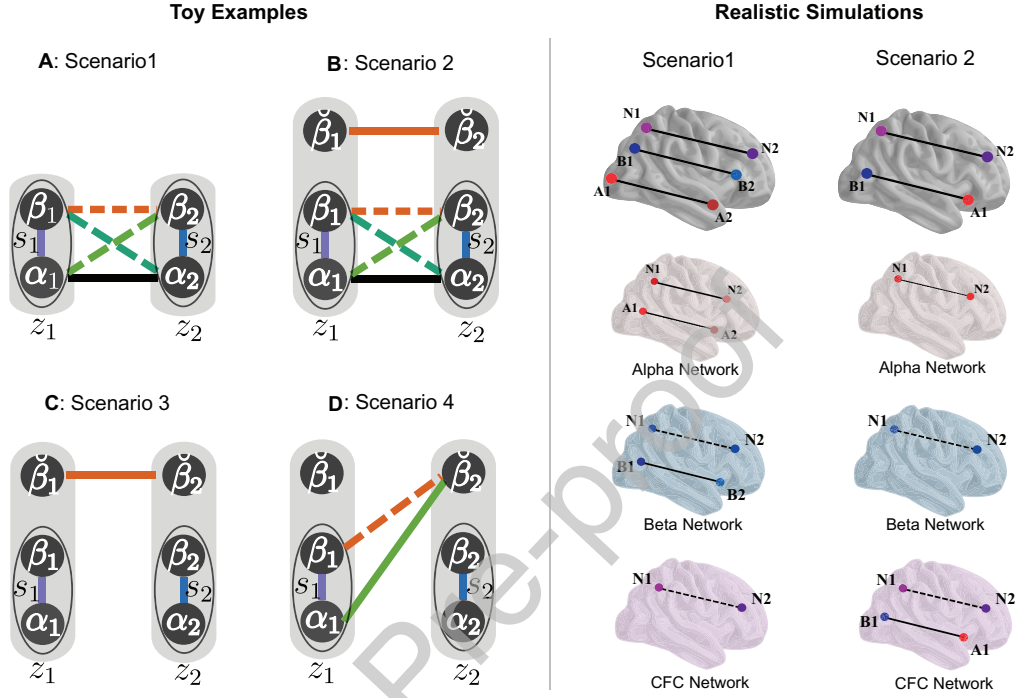 Toy Examples
A: Scenario1
B: Scenario 2
β̆₁ β̆₂
β₁ β₂
s₁ s₂
α₁ α₂
z₁ z₂
β₁ β₂
s₁ s₂
α₁ α₂
z₁ z₂
C: Scenario 3
D: Scenario 4
β̆₁ β̆₂
β₁ β₂
s₁ s₂
α₁ α₂
z₁ z₂
β̆₁ β̆₂
β₁ β₂
s₁ s₂
α₁ α₂
z₁ z₂
Realistic Simulations
Scenario1
Scenario 2
N1
N2
B1
B2
A1
A2
N1
N2
B1
A1
N1
N2
A1
A2
Alpha Network
N1
N2
Alpha Network
N1
N2
B1
B2
Beta Network
N1
N2
Beta Network
N1
N2
CFC Network
N1
N2
B1
A1
CFC Network
Pre-proof